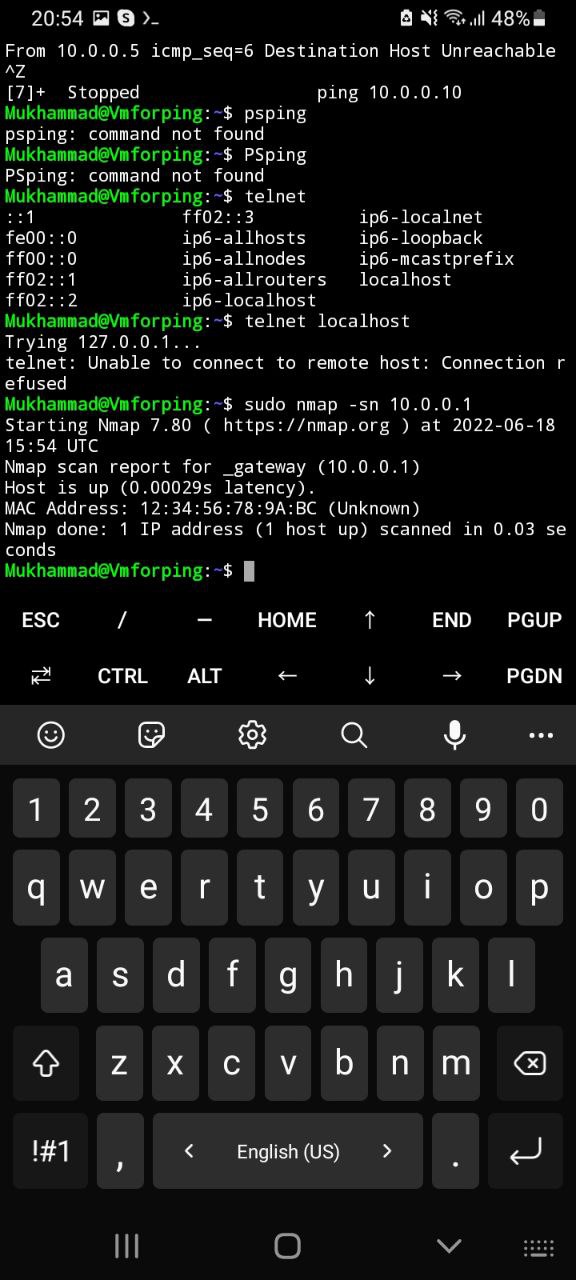 20:54 S >_ 48%
From 10.0.0.5 icmp_seq=6 Destination Host Unreachable
^Z
[7]+  Stopped                 ping 10.0.0.10
Mukhammad@Vmforping:~$ psping
psping: command not found
Mukhammad@Vmforping:~$ PSping
PSping: command not found
Mukhammad@Vmforping:~$ telnet
::1              ff02::3          ip6-localnet
fe00::0          ip6-allhosts     ip6-loopback
ff00::0          ip6-allnodes     ip6-mcastprefix
ff02::1          ip6-allrouters   localhost
ff02::2          ip6-localhost
Mukhammad@Vmforping:~$ telnet localhost
Trying 127.0.0.1...
telnet: Unable to connect to remote host: Connection r
efused
Mukhammad@Vmforping:~$ sudo nmap -sn 10.0.0.1
Starting Nmap 7.80 ( https://nmap.org ) at 2022-06-18
15:54 UTC
Nmap scan report for _gateway (10.0.0.1)
Host is up (0.00029s latency).
MAC Address: 12:34:56:78:9A:BC (Unknown)
Nmap done: 1 IP address (1 host up) scanned in 0.03 se
conds
Mukhammad@Vmforping:~$
ESC / − HOME ↑ END PGUP
⇄ CTRL ALT ← ↓ → PGDN
1 2 3 4 5 6 7 8 9 0
q w e r t y u i o p
a s d f g h j k l
z x c v b n m
!#1 , < English (US) > .